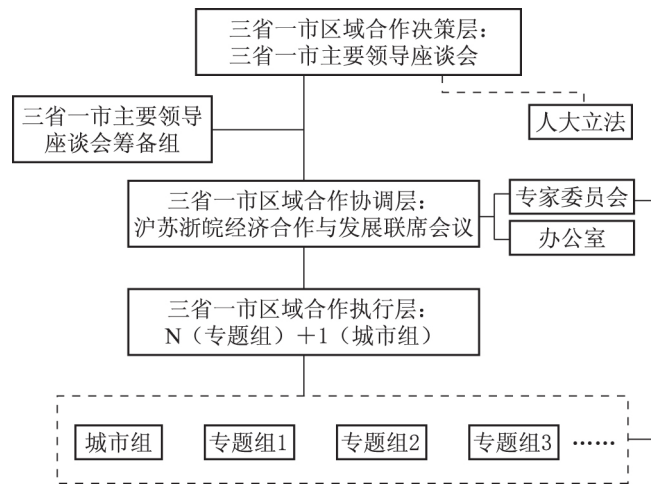 三省一市区域合作决策层：
三省一市主要领导座谈会
三省一市主要领导
座谈会筹备组
人大立法
三省一市区域合作协调层：
沪苏浙皖经济合作与发展联席会议
专家委员会
办公室
三省一市区域合作执行层：
N（专题组）＋1（城市组）
城市组
专题组1
专题组2
专题组3
……